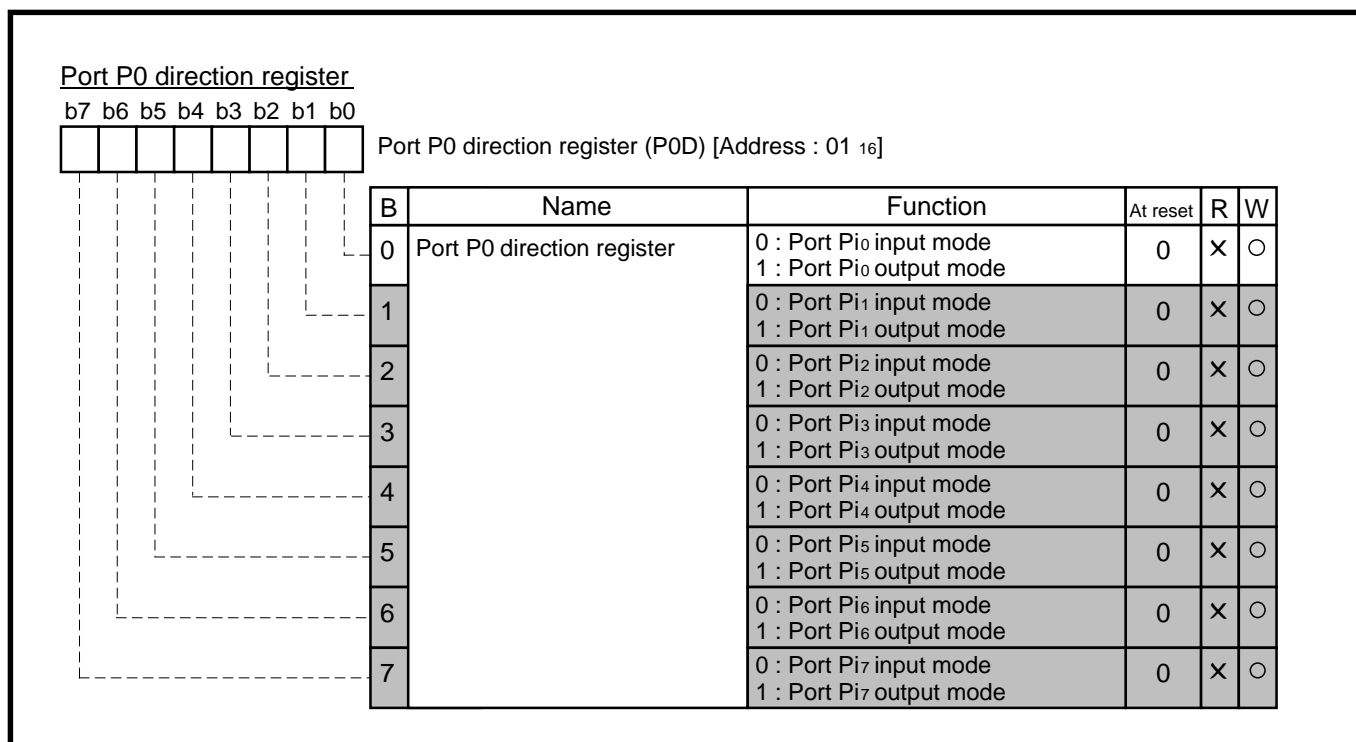 Port P0 direction register
b7 b6 b5 b4 b3 b2 b1 b0
Port P0 direction register (P0D) [Address : 01 16]
B Name Function At reset R W
0 Port P0 direction register 0 : Port Pi0 input mode 0 × ○
1 : Port Pi0 output mode
1 0 : Port Pi1 input mode 0 × ○
1 : Port Pi1 output mode
2 0 : Port Pi2 input mode 0 × ○
1 : Port Pi2 output mode
3 0 : Port Pi3 input mode 0 × ○
1 : Port Pi3 output mode
4 0 : Port Pi4 input mode 0 × ○
1 : Port Pi4 output mode
5 0 : Port Pi5 input mode 0 × ○
1 : Port Pi5 output mode
6 0 : Port Pi6 input mode 0 × ○
1 : Port Pi6 output mode
7 0 : Port Pi7 input mode 0 × ○
1 : Port Pi7 output mode